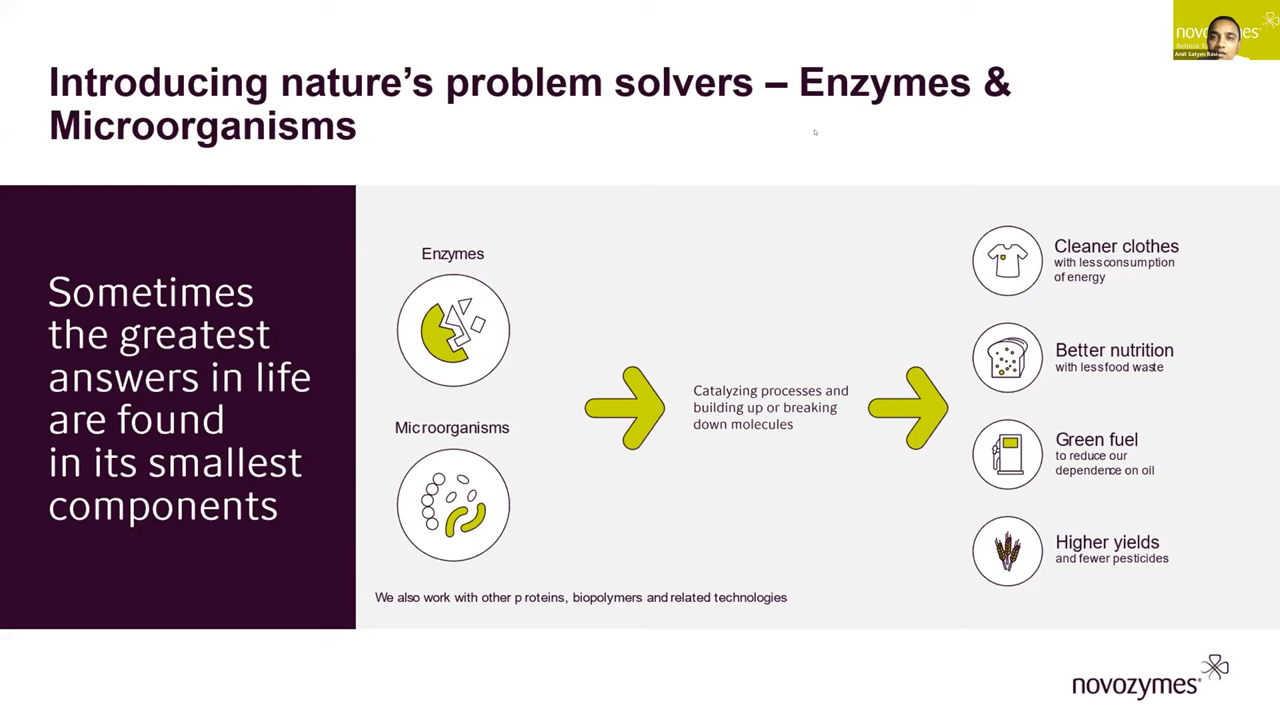 Introducing nature's problem solvers – Enzymes &
Microorganisms
Sometimes
the greatest
answers in life
are found
in its smallest
components
Enzymes
Microorganisms
We also work with other proteins, biopolymers and related technologies
Catalyzing processes and
building up or breaking
down molecules
Cleaner clothes
with less consumption
of energy
Better nutrition
with less food waste
Green fuel
to reduce our
dependence on oil
Higher yields
and fewer pesticides
novozymes
Amit Satyen